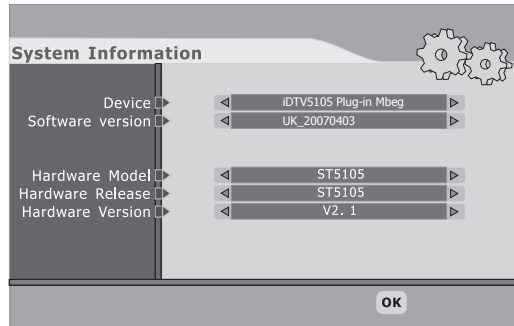 System Information
Device iDTV5105 Plug-in Mbeg
Software version UK_20070403
Hardware Model ST5105
Hardware Release ST5105
Hardware Version V2. 1
OK